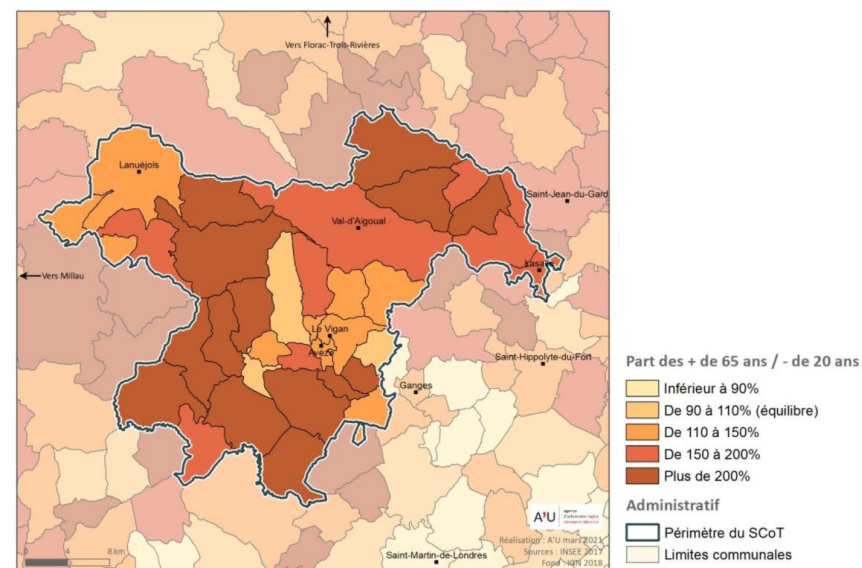 Vers Florac-Trois-Rivières
Lanuéjols
Saint-Jean-du-Gard
Val-d'Aigoual
Lasalle
Vers Millau
Le Vigan
Avèze
Saint-Hippolyte-du-Fort
Ganges
Part des + de 65 ans / - de 20 ans
Inférieur à 90%
De 90 à 110% (équilibre)
De 110 à 150%
De 150 à 200%
Plus de 200%
Administratif
Périmètre du SCoT
Limites communales
A'U
Réalisation : A'U mars 2021
Sources : INSEE 2017
Fond : IGN 2018
0 4 8 km
Saint-Martin-de-Londres